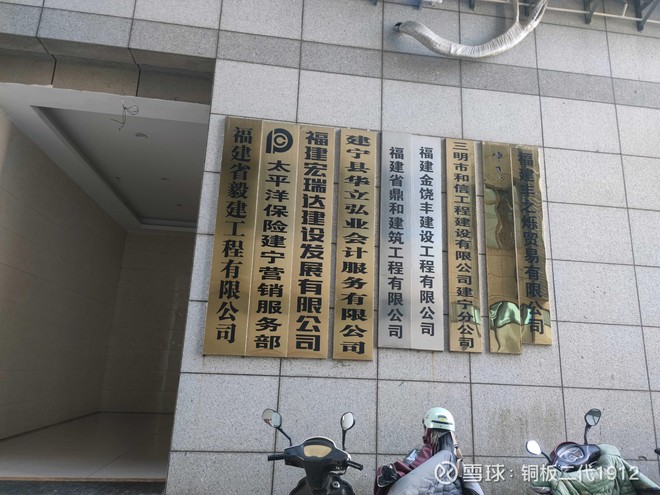 福建省毅建工程有限公司
太平洋保险建宁营销服务部
福建宏瑞达建设发展有限公司
建宁县华立弘业会计服务有限公司
福建省鼎和建筑工程有限公司
福建金饶丰建设工程有限公司
三明市和信工程建设有限公司建宁分公司
福建丰
烁贸易有限公司
雪球：铜板二代1912